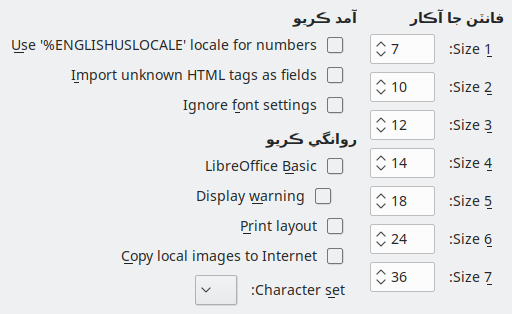 فانٽن جا آڪار
Size 1:
7
Size 2:
10
Size 3:
12
Size 4:
14
Size 5:
18
Size 6:
24
Size 7:
36
آمد ڪريو
Use '%ENGLISHUSLOCALE' locale for numbers
Import unknown HTML tags as fields
Ignore font settings
روانگي ڪريو
LibreOffice Basic
Display warning
Print layout
Copy local images to Internet
Character set: